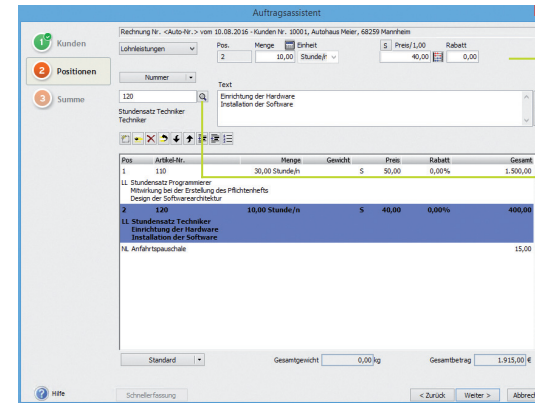 Auftragsassistent
Rechnung Nr. <Auto-Nr.> vom 10.08.2016 - Kunden Nr. 10001, Autohaus Meier, 68259 Mannheim
1 Kunden
2 Positionen
3 Summe
Lohnleistungen
Pos. Menge Einheit S Preis/1,00 Rabatt
2 10,00 Stunde/n 40,00 0,00
Nummer
Text
120
Einrichtung der Hardware
Installation der Software
Stundensatz Techniker
Techniker
Pos Artikel-Nr. Menge Gewicht Preis Rabatt Gesamt
1 110 30,00 Stunde/n S 50,00 0,00% 1.500,00
LL Stundensatz Programmierer
Mitwirkung bei der Erstellung des Pflichtenhefts
Design der Softwarearchitektur
2 120 10,00 Stunde/n S 40,00 0,00% 400,00
LL Stundensatz Techniker
Einrichtung der Hardware
Installation der Software
NL Anfahrtspauschale 15,00
Standard Gesamtgewicht 0,00 kg Gesamtbetrag 1.915,00 €
Hilfe Schnellerfassung < Zurück Weiter > Abbrech